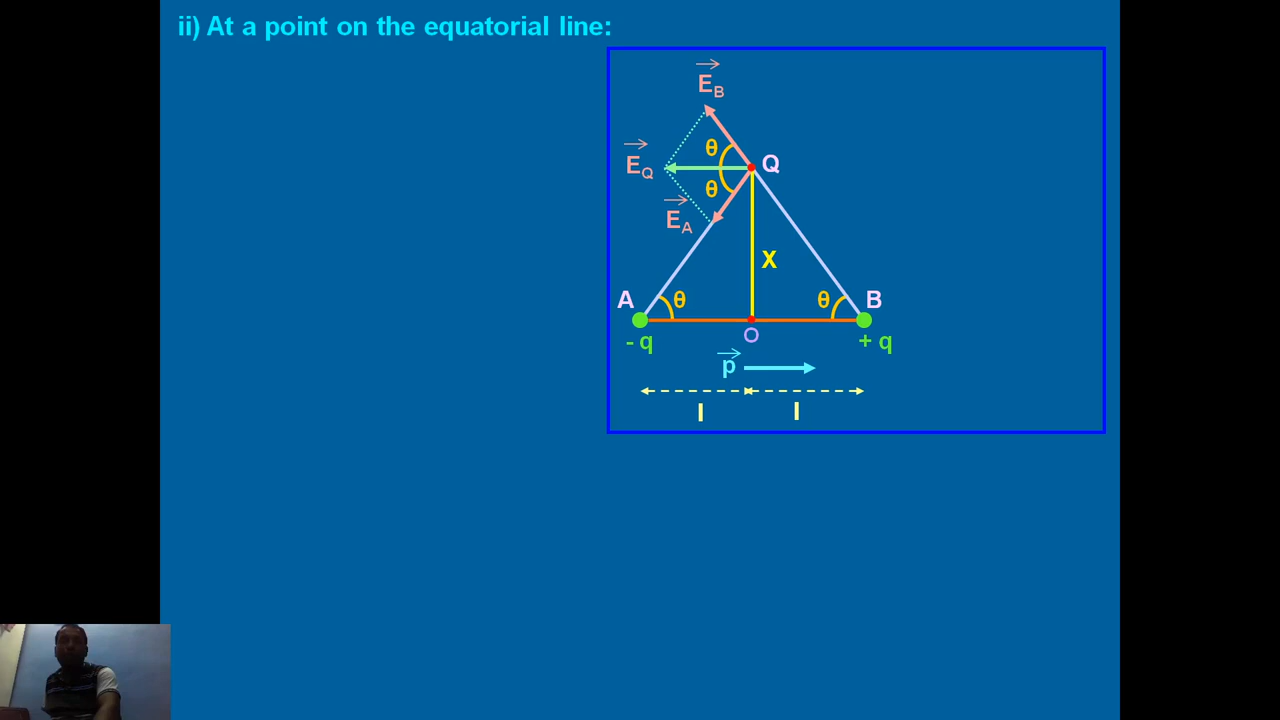 ii) At a point on the equatorial line:
E_B
θ
Q
E_Q
θ
E_A
X
A
θ
θ
B
- q
O
+ q
p
l
l